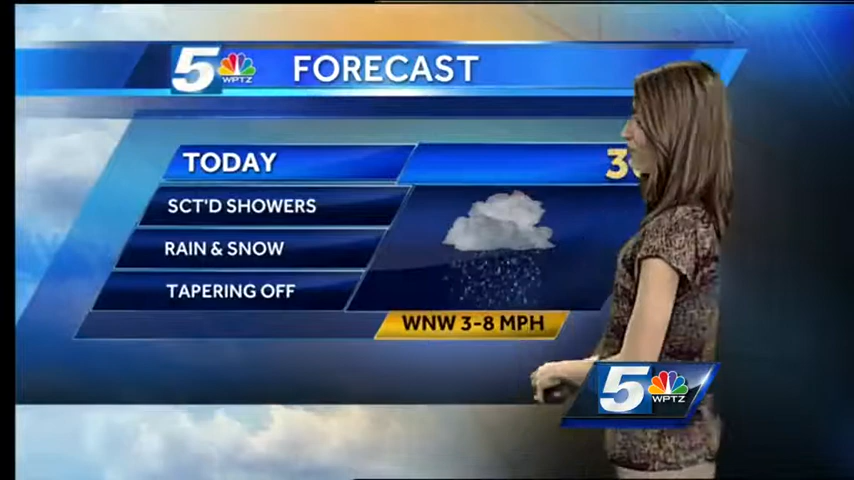 5 WPTZ FORECAST
TODAY
SCT'D SHOWERS
RAIN & SNOW
TAPERING OFF
WNW 3-8 MPH
5 WPTZ